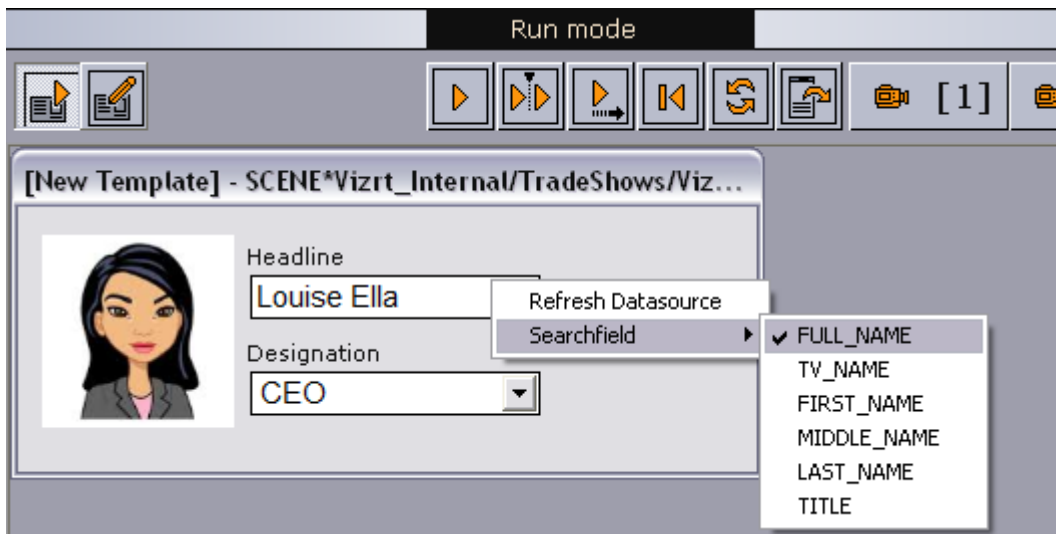 Run mode
[1]
[New Template] - SCENE*Vizrt_Internal/TradeShows/Viz...
Headline
Louise Ella
Refresh Datasource
Searchfield
FULL_NAME
TV_NAME
FIRST_NAME
MIDDLE_NAME
LAST_NAME
TITLE
Designation
CEO